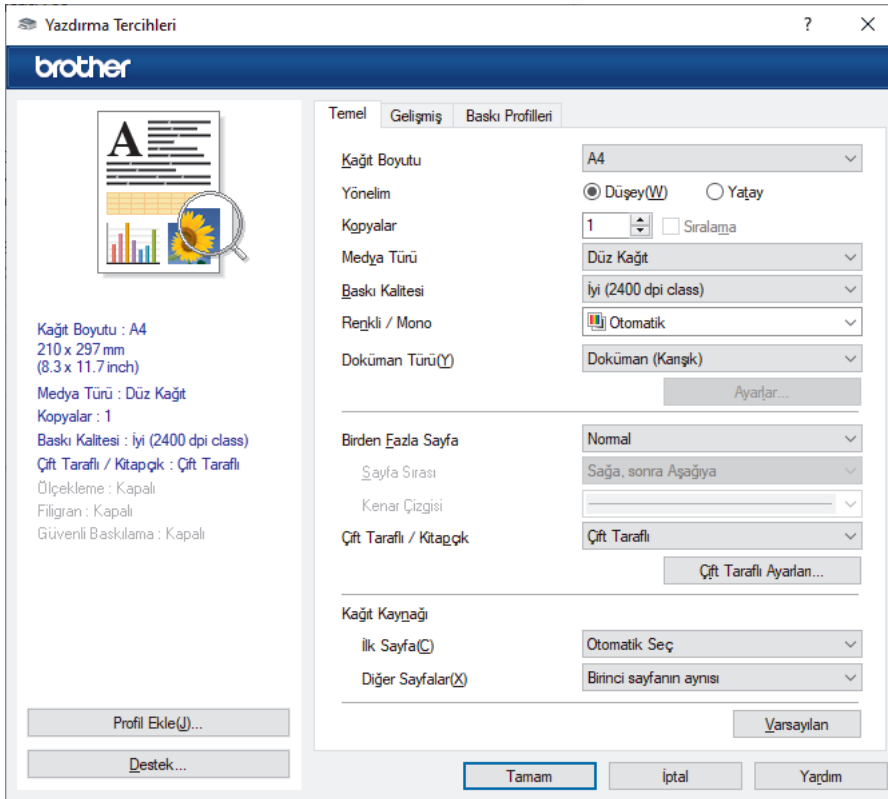 Yazdırma Tercihleri
?
brother
A
Kağıt Boyutu : A4
210 x 297 mm
(8.3 x 11.7 inch)
Medya Türü : Düz Kağıt
Kopyalar : 1
Baskı Kalitesi : İyi (2400 dpi class)
Çift Taraflı / Kitapçık : Çift Taraflı
Ölçekleme : Kapalı
Filigran : Kapalı
Güvenli Baskılama : Kapalı
Profil Ekle(J)...
Destek...
Temel Gelişmiş Baskı Profilleri
Kağıt Boyutu A4
Yönelim Düşey(W) Yatay
Kopyalar 1 Sıralama
Medya Türü Düz Kağıt
Baskı Kalitesi İyi (2400 dpi class)
Renkli / Mono Otomatik
Doküman Türü(Y) Doküman (Karışık)
Ayarlar...
Birden Fazla Sayfa Normal
Sayfa Sırası Sağa, sonra Aşağıya
Kenar Çizgisi
Çift Taraflı / Kitapçık Çift Taraflı
Çift Taraflı Ayarları...
Kağıt Kaynağı
İlk Sayfa(C) Otomatik Seç
Diğer Sayfalar(X) Birinci sayfanın aynısı
Varsayılan
Tamam İptal Yardım